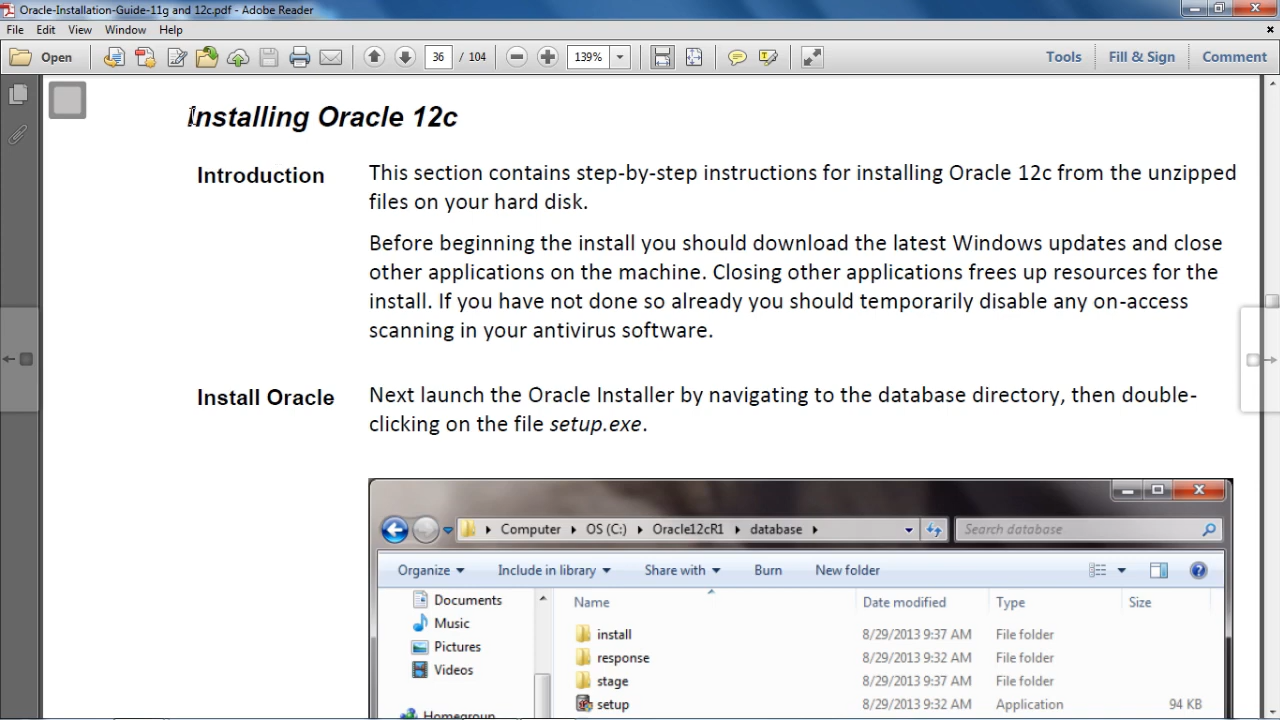 Oracle-Installation-Guide-11g and 12c.pdf - Adobe Reader
File Edit View Window Help
Open 36 / 104 139% Tools Fill & Sign Comment
Installing Oracle 12c
Introduction This section contains step-by-step instructions for installing Oracle 12c from the unzipped
files on your hard disk.
Before beginning the install you should download the latest Windows updates and close
other applications on the machine. Closing other applications frees up resources for the
install. If you have not done so already you should temporarily disable any on-access
scanning in your antivirus software.
Install Oracle Next launch the Oracle Installer by navigating to the database directory, then double-
clicking on the file setup.exe.
Computer OS (C:) Oracle12cR1 database Search database
Organize Include in library Share with Burn New folder
Documents Name Date modified Type Size
Music install 8/29/2013 9:37 AM File folder
Pictures response 8/29/2013 9:32 AM File folder
Videos stage 8/29/2013 9:37 AM File folder
Homegroup setup 8/29/2013 9:32 AM Application 94 KB